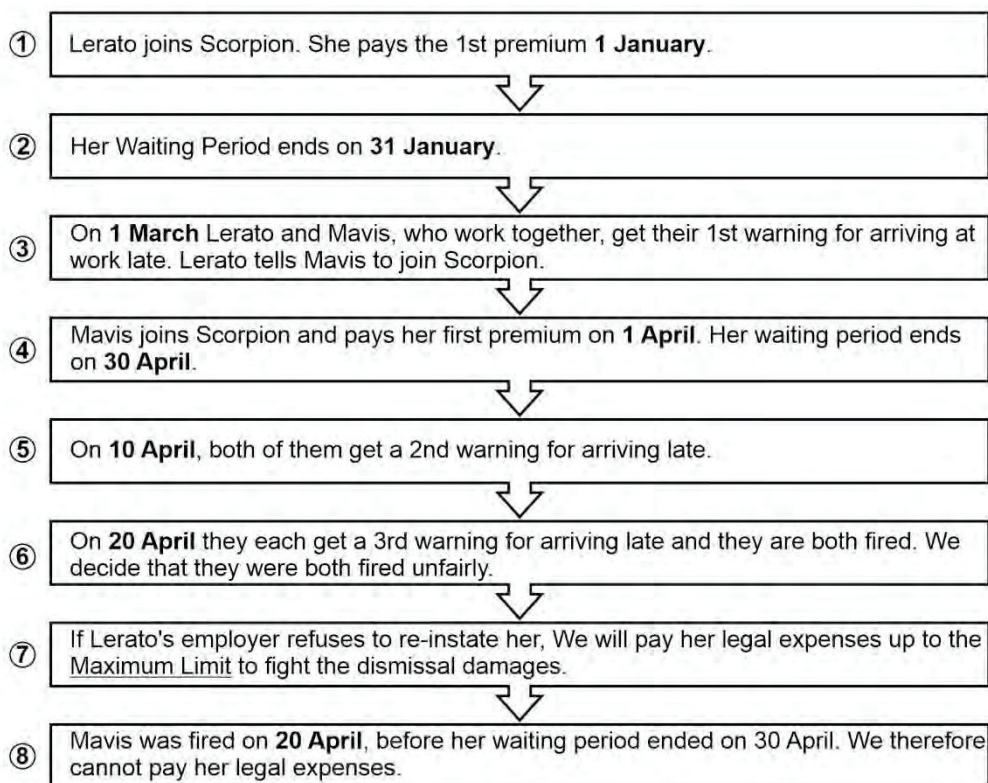 ① Lerato joins Scorpion. She pays the 1st premium 1 January.
② Her Waiting Period ends on 31 January.
③ On 1 March Lerato and Mavis, who work together, get their 1st warning for arriving at
work late. Lerato tells Mavis to join Scorpion.
④ Mavis joins Scorpion and pays her first premium on 1 April. Her waiting period ends
on 30 April.
⑤ On 10 April, both of them get a 2nd warning for arriving late.
⑥ On 20 April they each get a 3rd warning for arriving late and they are both fired. We
decide that they were both fired unfairly.
⑦ If Lerato's employer refuses to re-instate her, We will pay her legal expenses up to the
Maximum Limit to fight the dismissal damages.
⑧ Mavis was fired on 20 April, before her waiting period ended on 30 April. We therefore
cannot pay her legal expenses.